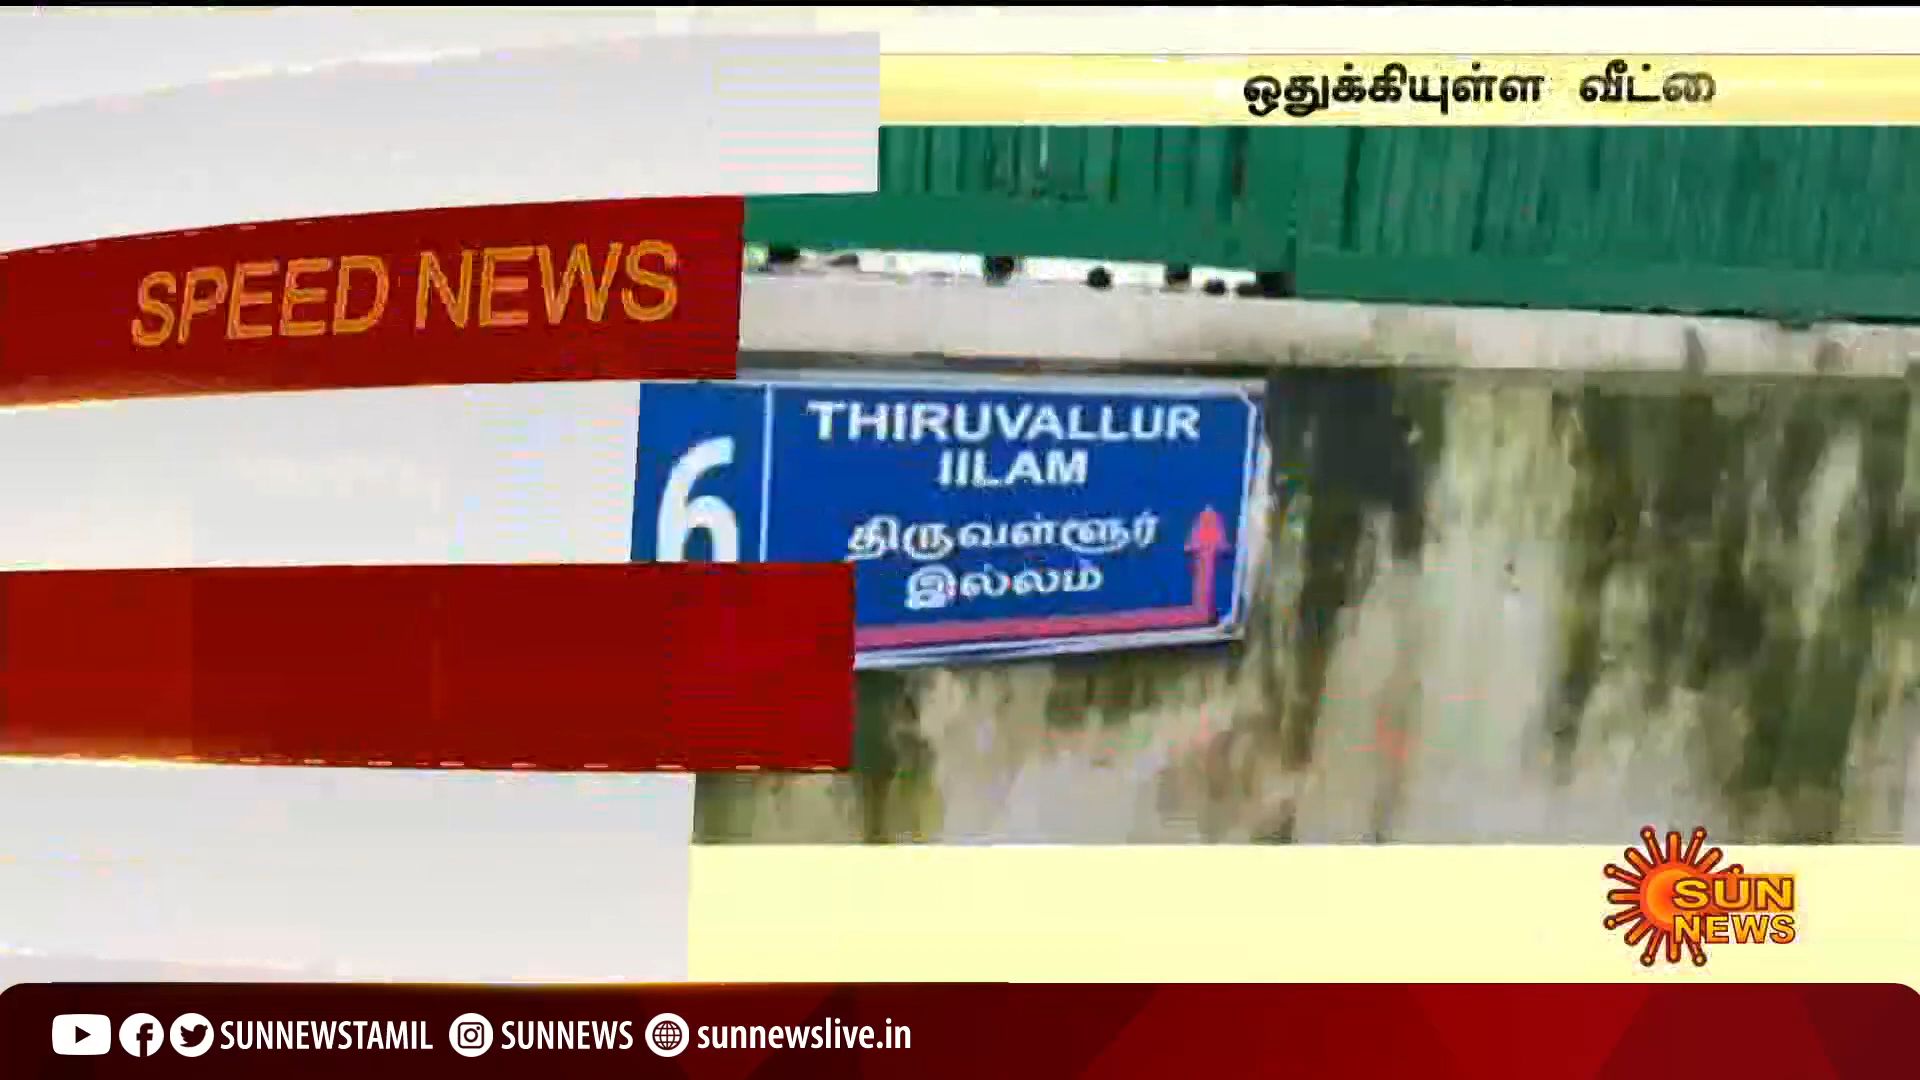 ஒதுக்கியுள்ள வீட்டை
SPEED NEWS
6
THIRUVALLUR
IILAM
திருவள்ளூர்
இல்லம்
SUN
NEWS
SUNNEWSTAMIL SUNNEWS sunnewslive.in